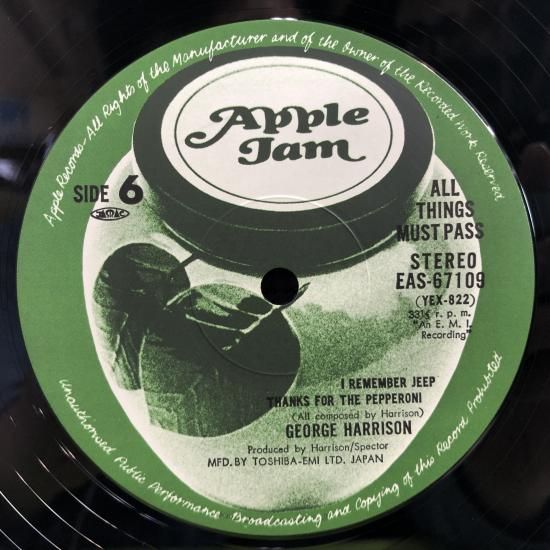 Apple Records-All Rights of the Manufacturer and of the Owner of the Recorded Work Reserved
Apple
Jam
SIDE 6
JASRAC
ALL
THINGS
MUST PASS
STEREO
EAS-67109
(YEX-822)
33⅓ r. p. m.
"An E. M. I.
Recording"
I REMEMBER JEEP
THANKS FOR THE PEPPERONI
(All composed by Harrison)
GEORGE HARRISON
Produced by Harrison/Spector
MFD. BY TOSHIBA-EMI LTD. JAPAN
Unauthorised Public Performance-Broadcasting and Copying of this Record Prohibited